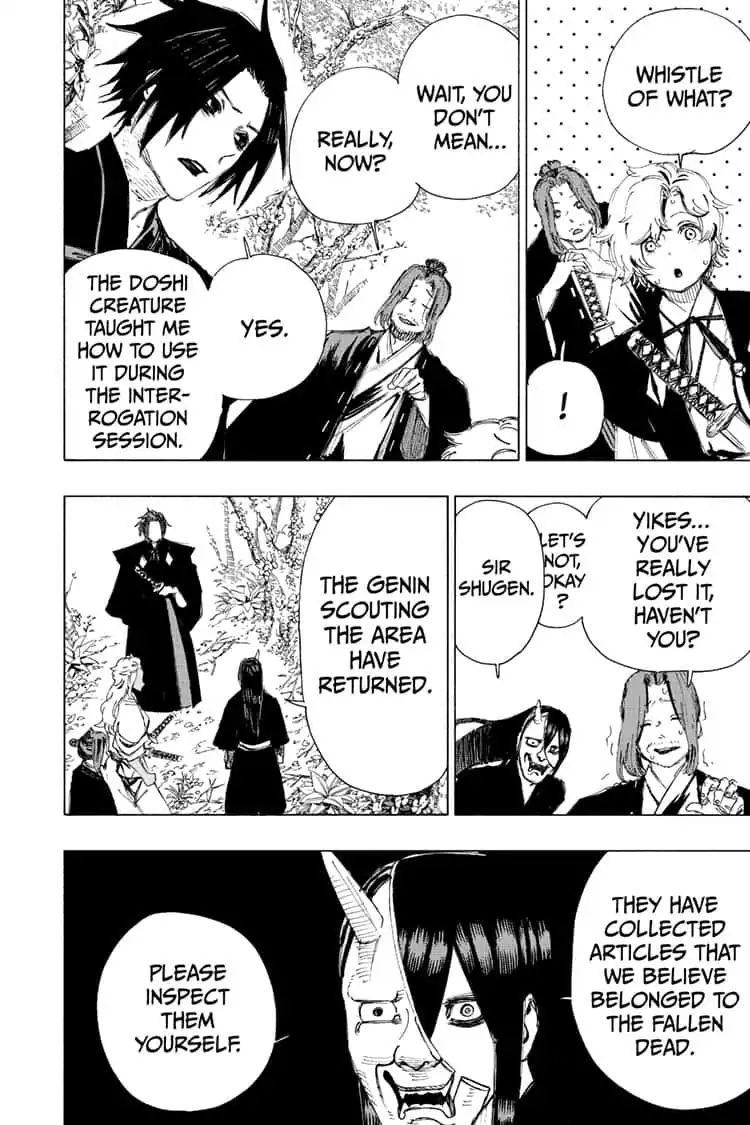 WHISTLE
OF WHAT?
!
WAIT, YOU
DON'T
MEAN...
REALLY,
NOW?
YES.
THE DOSHI
CREATURE
TAUGHT ME
HOW TO USE
IT DURING
THE INTER-
ROGATION
SESSION.
YIKES...
YOU'VE
REALLY
LOST IT,
HAVEN'T
YOU?
LET'S
NOT,
OKAY
?
SIR
SHUGEN.
THE GENIN
SCOUTING
THE AREA
HAVE
RETURNED.
THEY HAVE
COLLECTED
ARTICLES THAT
WE BELIEVE
BELONGED TO
THE FALLEN
DEAD.
PLEASE
INSPECT
THEM
YOURSELF.